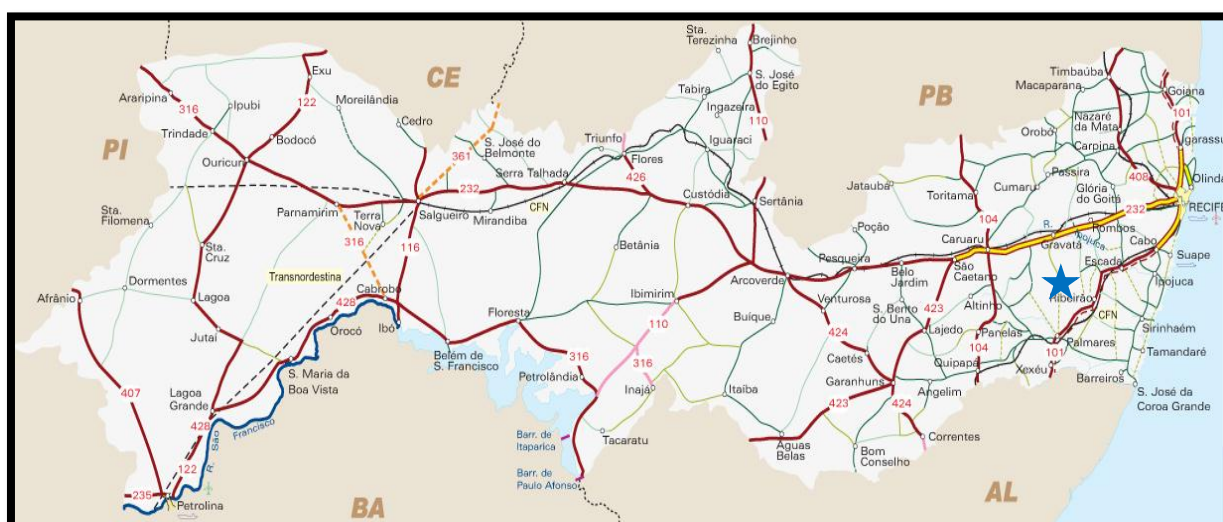 Sta.
Terezinha
Brejinho
Exu
CE
Timbaúba
Araripina
316
Ipubi
122
Moreilândia
Tabira
S. José
do Egito
PB
Macaparana
Goiana
Trindade
Cedro
Ingazeira
110
101
Nazaré
da Mata
PI
Bodocó
361
S. José do
Belmonte
Triunfo
Iguaraci
Orobó
Carpina
Igarassu
Ouricuri
Serra Talhada
Flores
426
Jatauba
Toritama
Cumaru
Passira
408
Olinda
232
Glória
do Goitá
Parnamirim
Salgueiro
Mirandiba
CFN
Custódia
Sertânia
104
232
RECIFE
Sta.
Filomena
Terra
Nova
Poção
R.
Ipojuca
Pombos
316
116
Betânia
Caruaru
Gravatá
Cabo
Sta.
Cruz
Pesqueira
Escada
Suape
Transnordestina
Arcoverde
Belo
Jardim
São
Caetano
Dormentes
Cabrobó
Ipojuca
Afrânio
Lagoa
428
Ibimirim
Venturosa
423
Altinho
Ribeirão
Orocó
Ibó
Floresta
110
Buíque
S. Bento
do Una
CFN
Sirinhaém
Jutaí
424
Lajedo
Panelas
104
Palmares
Belém de
S. Francisco
316
Caetés
101
Tamandaré
S. Maria da
Boa Vista
316
Quipapá
Xexéu
Petrolândia
Inajá
Itaíba
Garanhuns
Angelim
Barreiros
407
Lagoa
Grande
S. José da
Coroa Grande
428
423
424
R. São
Francisco
Barr. de
Itaparica
Tacaratu
Águas
Belas
Correntes
122
Bom
Conselho
Barr. de
Paulo Afonso
235
Petrolina
BA
AL